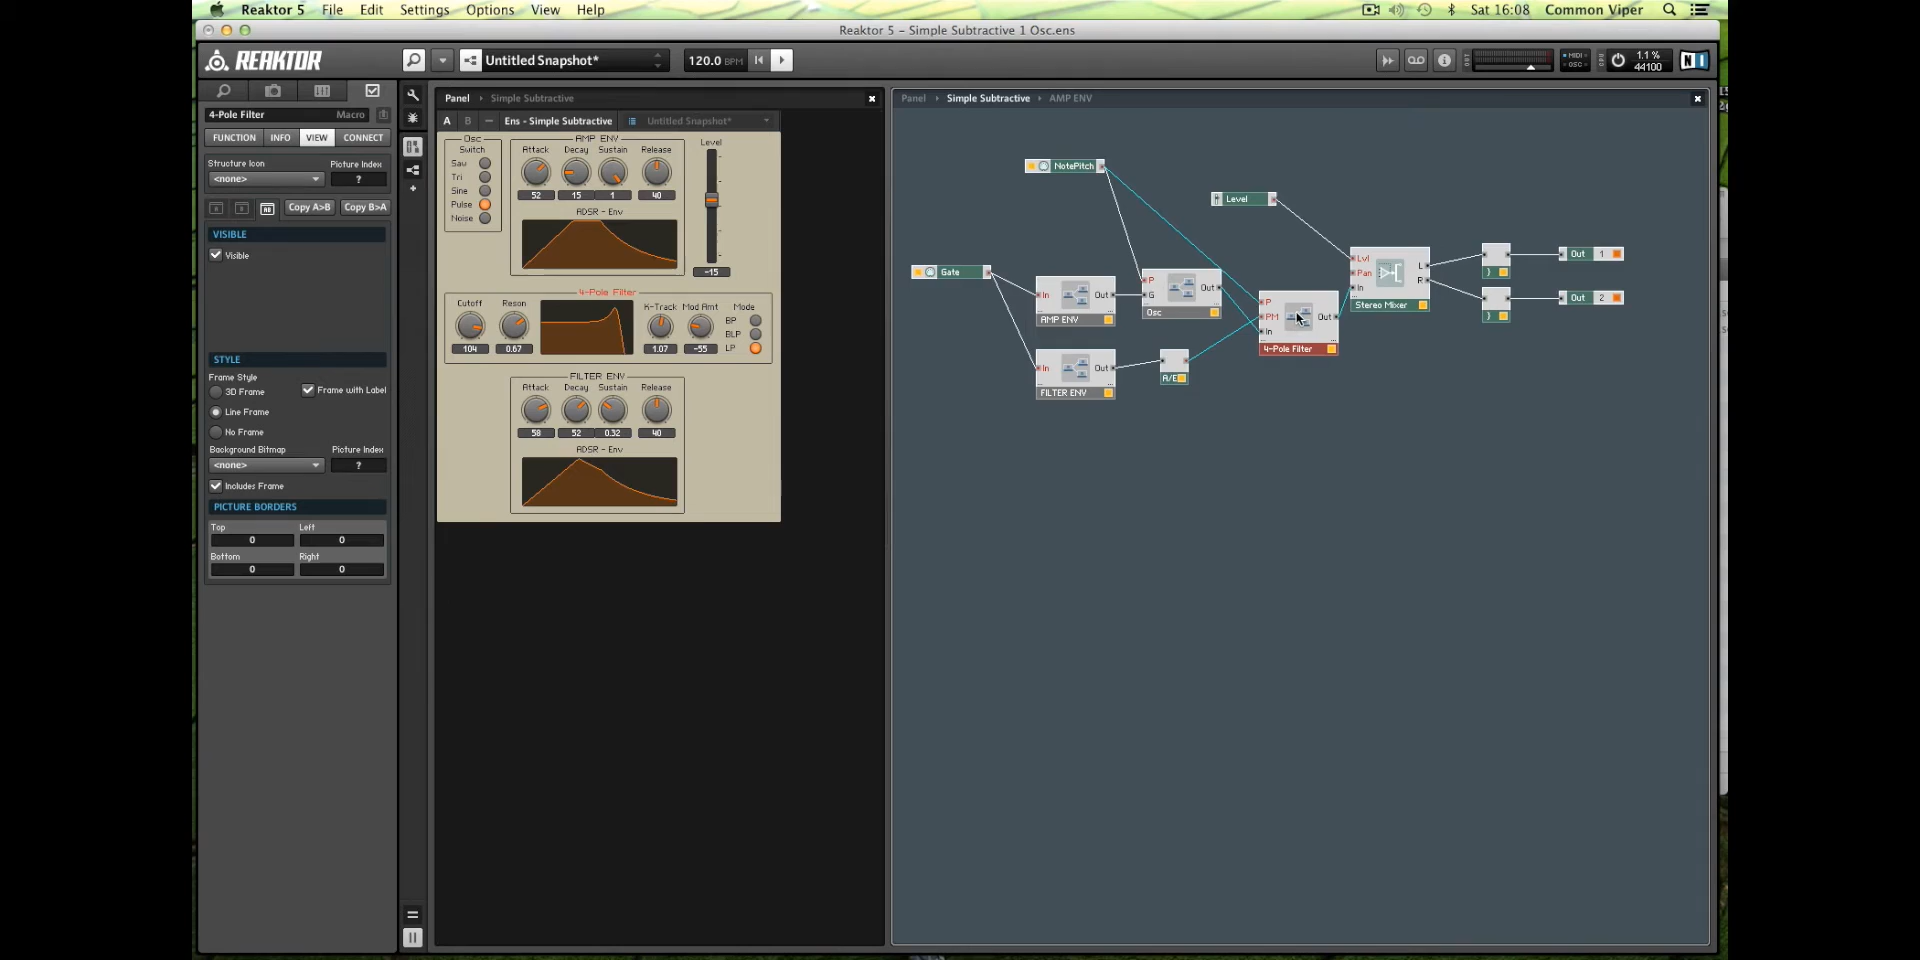 Reaktor 5 File Edit Settings Options View Help Sat 16:08 Common Viper
Reaktor 5 - Simple Subtractive 1 Osc.ens
REAKTOR Untitled Snapshot* 120.0 BPM 1.1 % 44100
4-Pole Filter Macro
FUNCTION INFO VIEW CONNECT
Structure Icon Picture Index
<none> ?
Copy A>B Copy B>A
VISIBLE
Visible
STYLE
Frame Style
3D Frame Frame with Label
Line Frame
No Frame
Background Bitmap Picture Index
<none> ?
Includes Frame
PICTURE BORDERS
Top Left
0 0
Bottom Right
0 0
Panel Simple Subtractive
A B Ens - Simple Subtractive Untitled Snapshot*
Osc
Switch
Saw
Tri
Sine
Pulse
Noise
AMP ENV
Attack Decay Sustain Release
52 15 1 40
ADSR - Env
Level
-15
4-Pole Filter
Cutoff Reson K-Track Mod Amt Mode
BP
BLP
LP
104 0.67 1.07 -55
FILTER ENV
Attack Decay Sustain Release
58 52 0.32 40
ADSR - Env
Panel Simple Subtractive AMP ENV
NotePitch
Level
Gate
In Out
AMP ENV
P
G Out
Osc
In Out
FILTER ENV
A/E
P
PM Out
In
4-Pole Filter
Lvl
Pan
In
L
R
Stereo Mixer
}
}
Out 1
Out 2